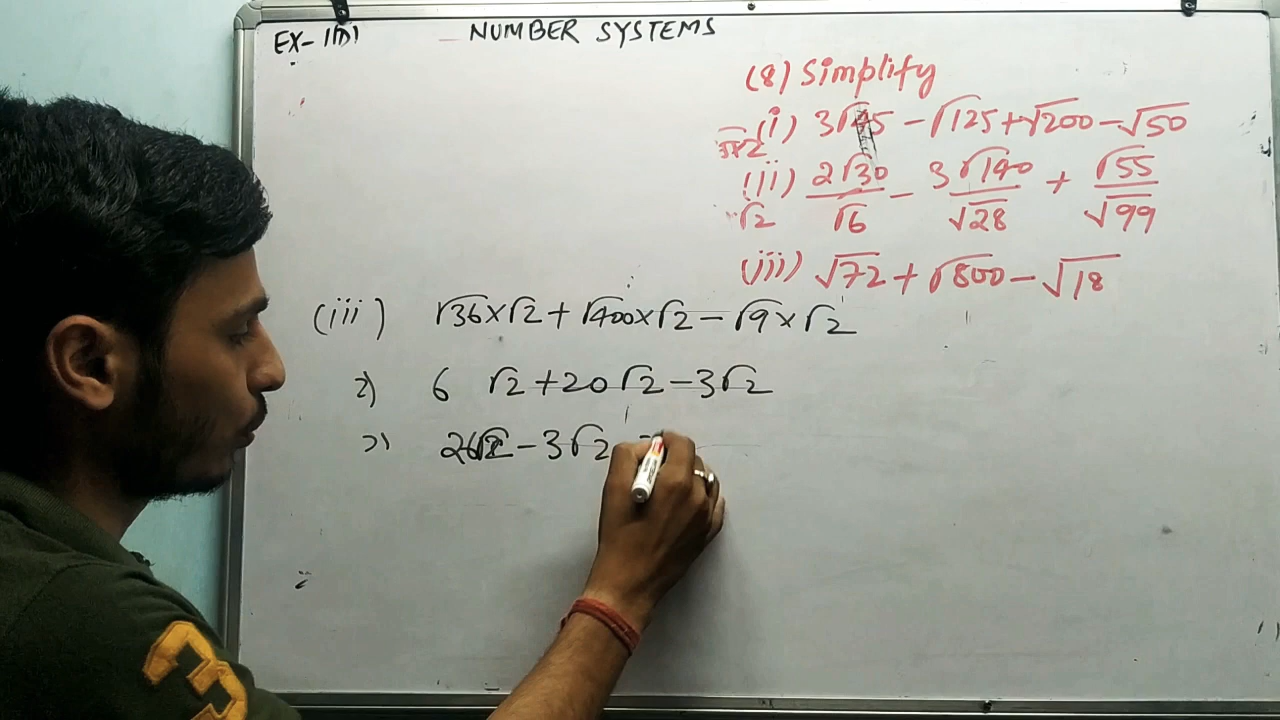 EX-1(D) NUMBER SYSTEMS
(8) Simplify
(i) 3√45 - √125 + √200 - √50
(ii) 2√30/√6 - 3√140/√28 + √55/√99
√2
(iii) √72 + √800 - √18
(iii) √36×√2 + √400×√2 - √9×√2
6 √2 + 20√2 - 3√2
26√2 - 3√2
3